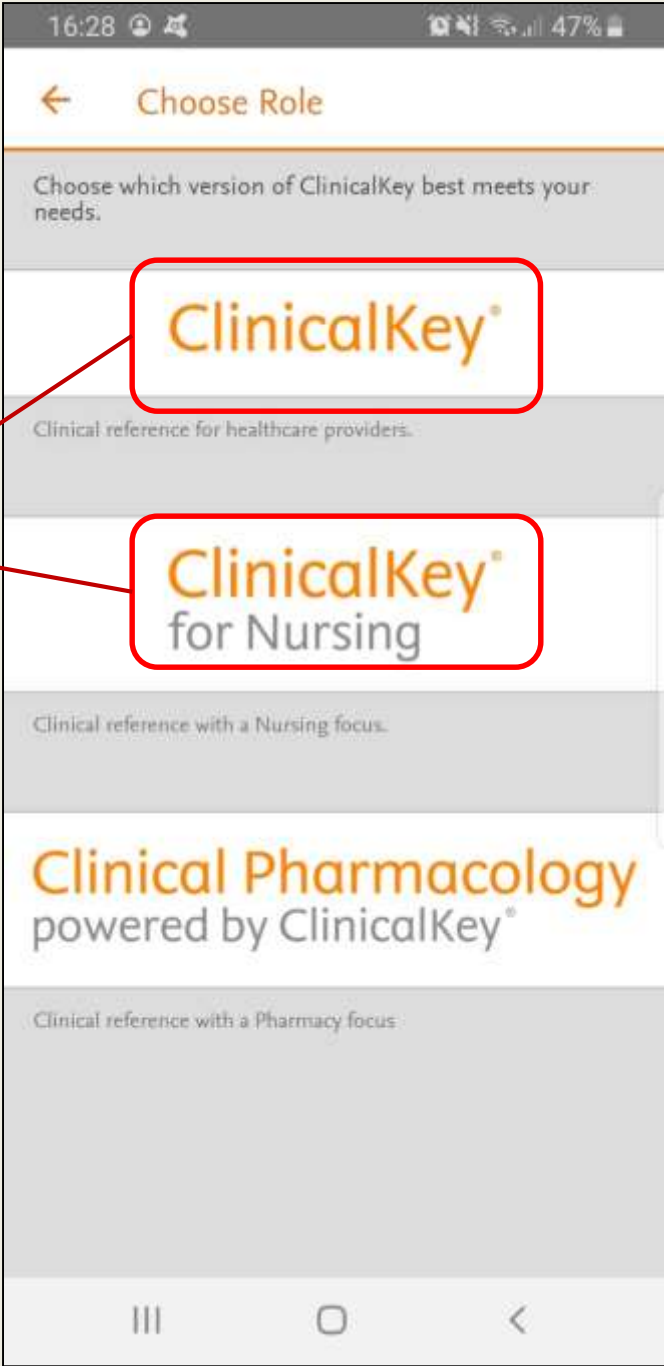 16:28 47%
Choose Role
Choose which version of ClinicalKey best meets your
needs.
ClinicalKey®
Clinical reference for healthcare providers.
ClinicalKey®
for Nursing
Clinical reference with a Nursing focus.
Clinical Pharmacology
powered by ClinicalKey®
Clinical reference with a Pharmacy focus